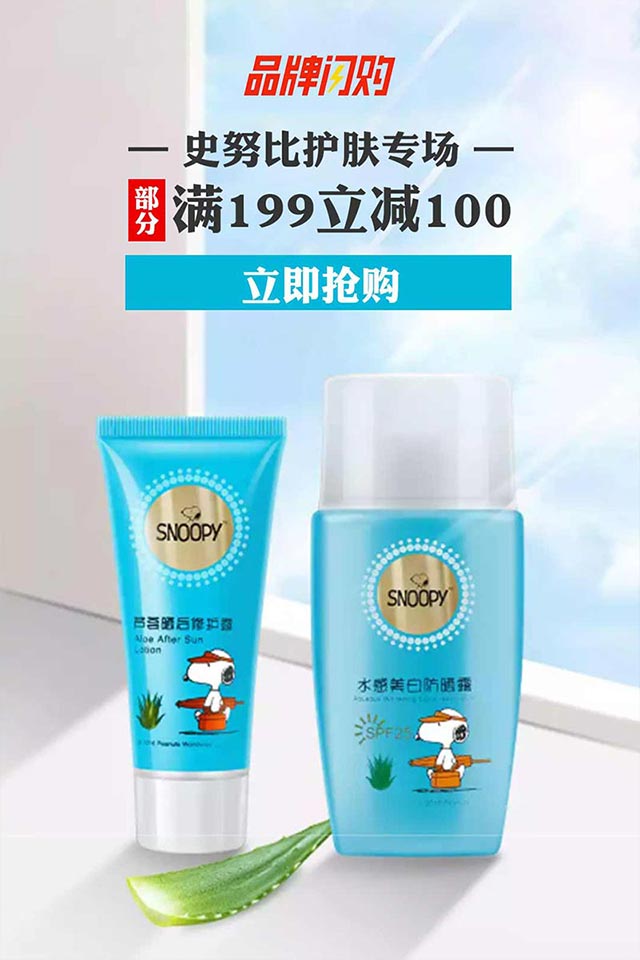 品牌闪购
史努比护肤专场
部分 满199立减100
立即抢购
SNOOPY
芦荟晒后修护露
Aloe After Sun
Lotion
SNOOPY
水感美白防晒露
SPF25